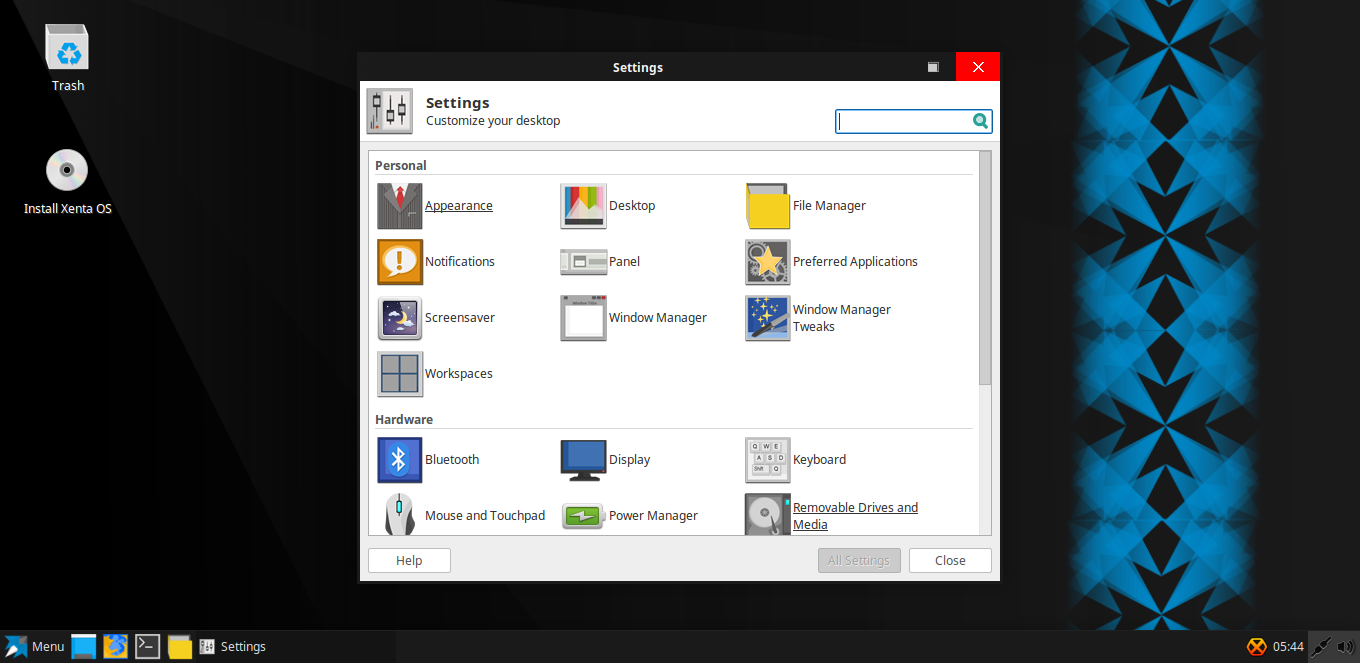 Trash
Install Xenta OS
Settings
Settings
Customize your desktop
Personal
Appearance
Desktop
File Manager
Notifications
Panel
Preferred Applications
Screensaver
Window Manager
Window Manager
Tweaks
Workspaces
Hardware
Bluetooth
Display
Q W E
A S D
Shft Q
Keyboard
Mouse and Touchpad
Power Manager
Removable Drives and
Media
Help
All Settings
Close
Menu
Settings
05:44